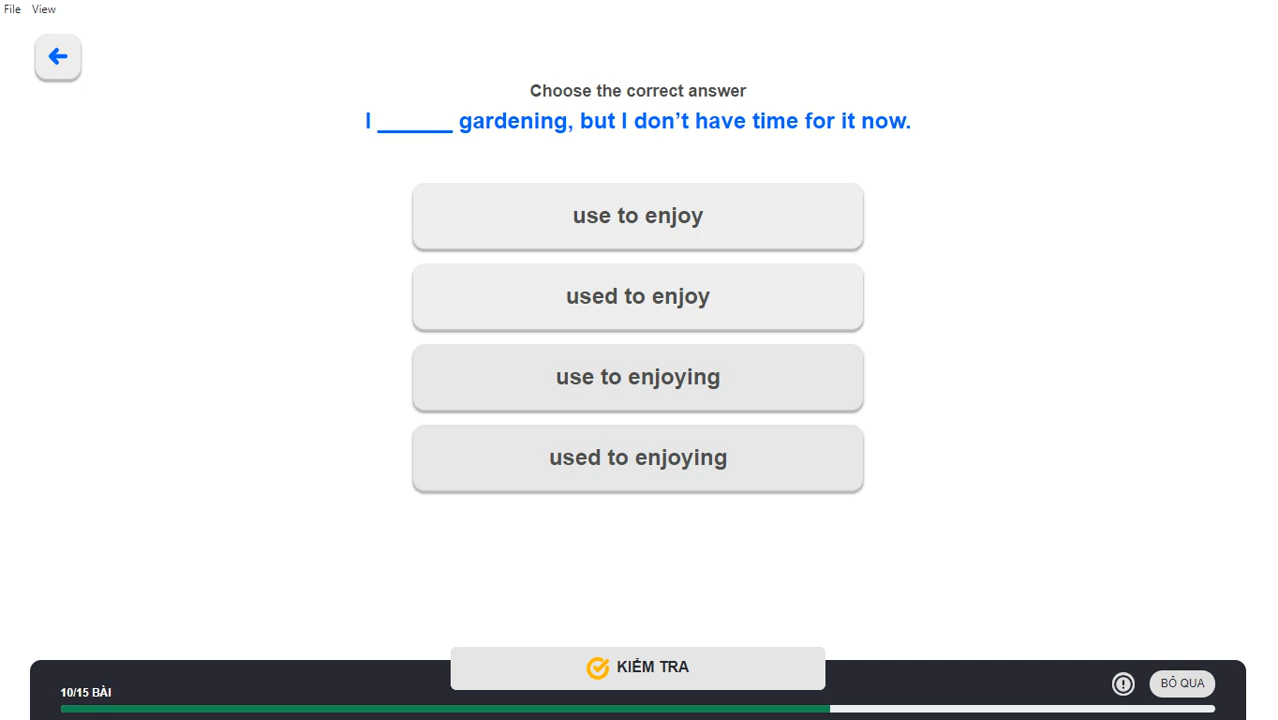 File View
Choose the correct answer
I ______ gardening, but I don’t have time for it now.
use to enjoy
used to enjoy
use to enjoying
used to enjoying
KIỂM TRA
10/15 BÀI
BỎ QUA